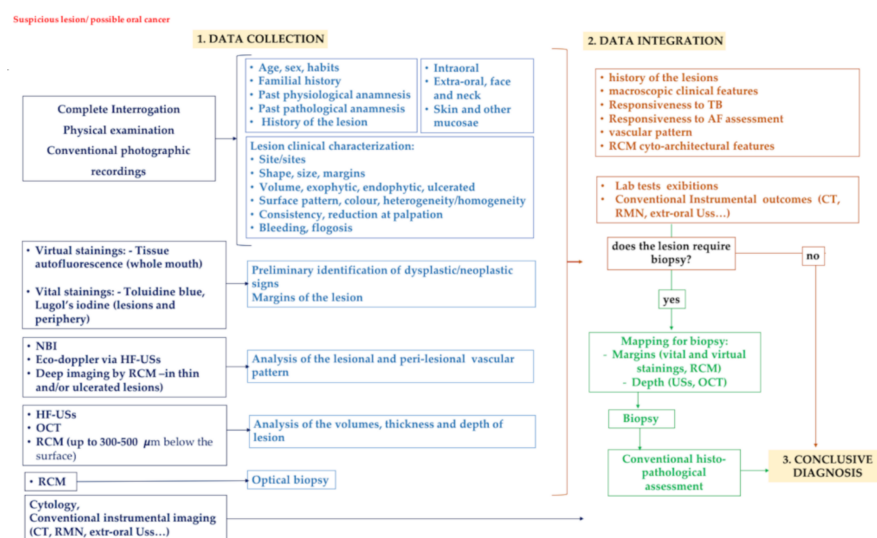 Suspicious lesion/ possible oral cancer
1. DATA COLLECTION
Complete Interrogation
Physical examination
Conventional photographic
recordings
• Age, sex, habits
• Familial history
• Past physiological anamnesis
• Past pathological anamnesis
• History of the lesion
• Intraoral
• Extra-oral, face
and neck
• Skin and other
mucosae
Lesion clinical characterization:
• Site/sites
• Shape, size, margins
• Volume, exophytic, endophytic, ulcerated
• Surface pattern, colour, heterogeneity/homogeneity
• Consistency, reduction at palpation
• Bleeding, flogosis
• Virtual stainings: - Tissue
autofluorescence (whole mouth)
• Vital stainings: - Toluidine blue,
Lugol's iodine (lesions and
periphery)
Preliminary identification of dysplastic/neoplastic
signs
Margins of the lesion
• NBI
• Eco-doppler via HF-USs
• Deep imaging by RCM –in thin
and/or ulcerated lesions)
Analysis of the lesional and peri-lesional vascular
pattern
• HF-USs
• OCT
• RCM (up to 300-500 μm below the
surface)
Analysis of the volumes, thickness and depth of
lesion
• RCM
Optical biopsy
Cytology,
Conventional instrumental imaging
(CT, RMN, extr-oral Uss…)
2. DATA INTEGRATION
• history of the lesions
• macroscopic clinical features
• Responsiveness to TB
• Responsiveness to AF assessment
• vascular pattern
• RCM cyto-architectural features
• Lab tests exibitions
• Conventional Instrumental outcomes (CT,
RMN, extr-oral Uss…)
does the lesion require
biopsy?
no
yes
Mapping for biopsy:
- Margins (vital and virtual
stainings, RCM)
- Depth (USs, OCT)
Biopsy
Conventional histo-
pathological
assessment
3. CONCLUSIVE
DIAGNOSIS